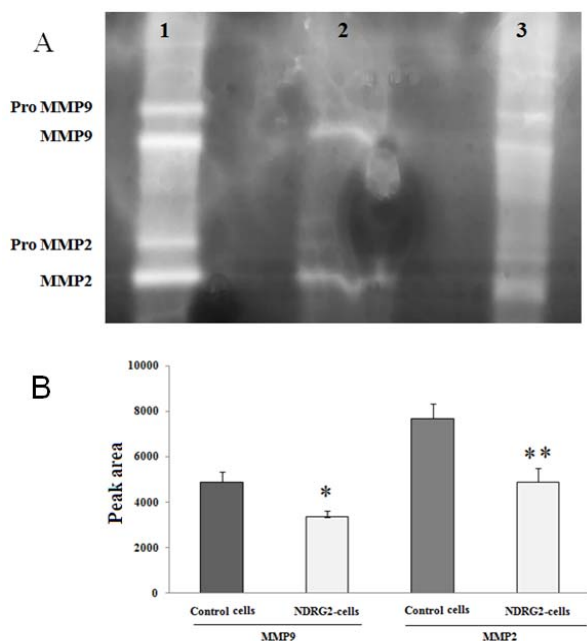 A
1 2 3
Pro MMP9
MMP9
Pro MMP2
MMP2
B
10000
8000
6000
4000
2000
0
Peak area
*
**
Control cells NDRG2-cells Control cells NDRG2-cells
MMP9 MMP2